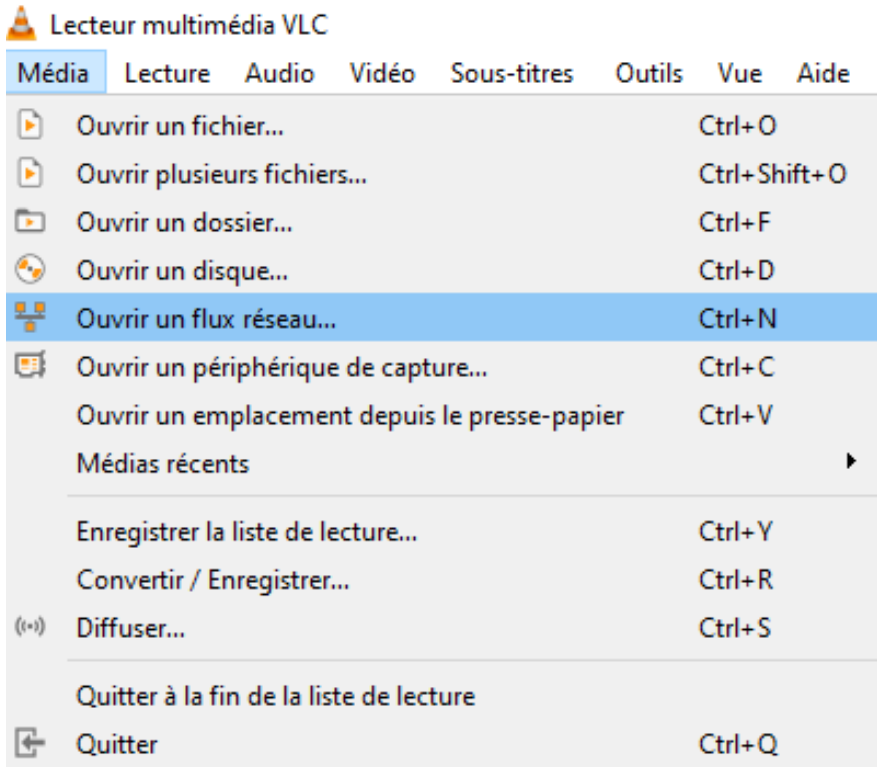 Lecteur multimédia VLC
Média Lecture Audio Vidéo Sous-titres Outils Vue Aide
Ouvrir un fichier... Ctrl+O
Ouvrir plusieurs fichiers... Ctrl+Shift+O
Ouvrir un dossier... Ctrl+F
Ouvrir un disque... Ctrl+D
Ouvrir un flux réseau... Ctrl+N
Ouvrir un périphérique de capture... Ctrl+C
Ouvrir un emplacement depuis le presse-papier Ctrl+V
Médias récents
Enregistrer la liste de lecture... Ctrl+Y
Convertir / Enregistrer... Ctrl+R
Diffuser... Ctrl+S
Quitter à la fin de la liste de lecture
Quitter Ctrl+Q